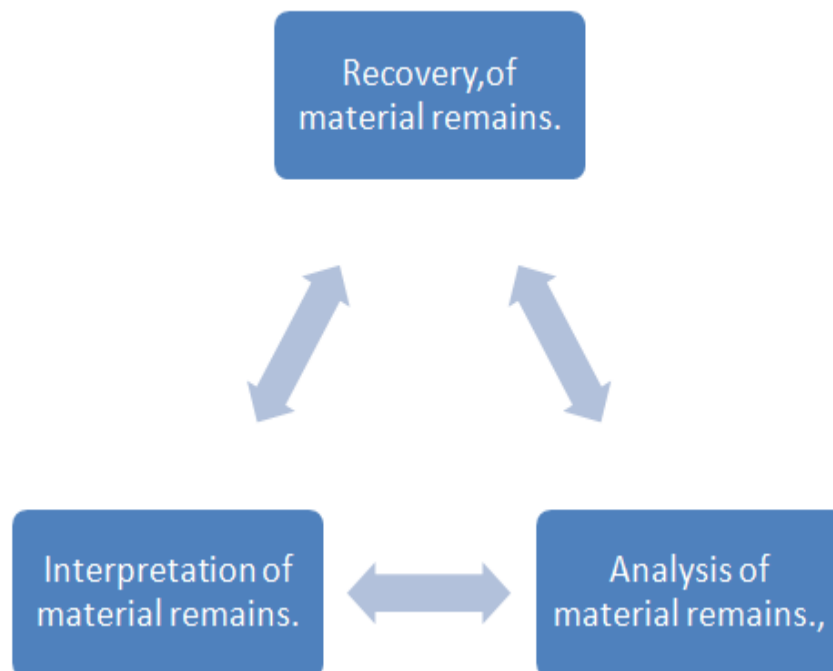 Recovery,of
material remains.
Interpretation of
material remains.
Analysis of
material remains.,